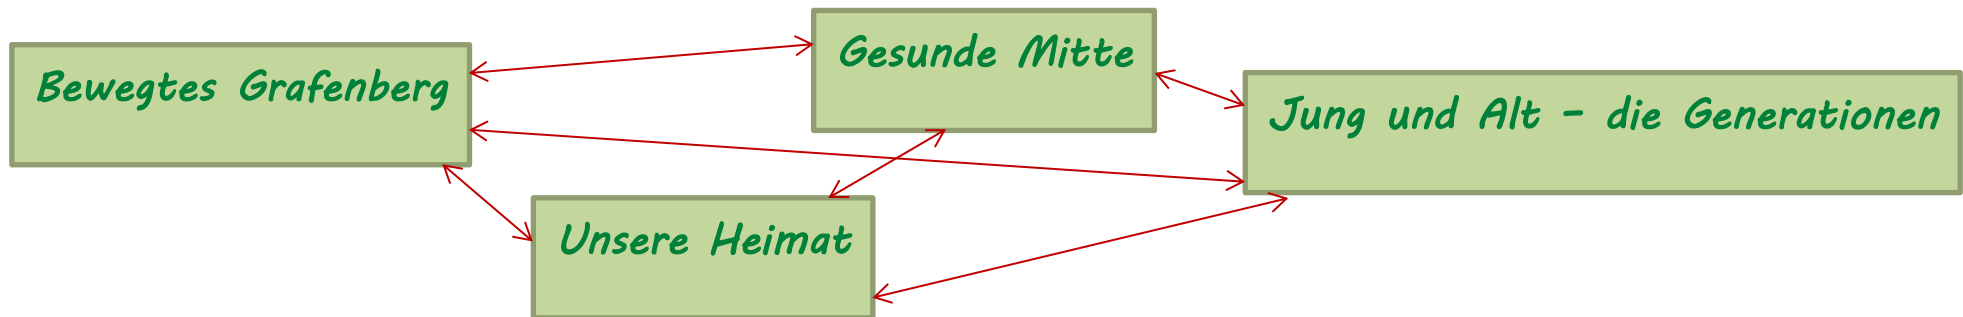 Bewegtes Grafenberg
Gesunde Mitte
Jung und Alt - die Generationen
Unsere Heimat